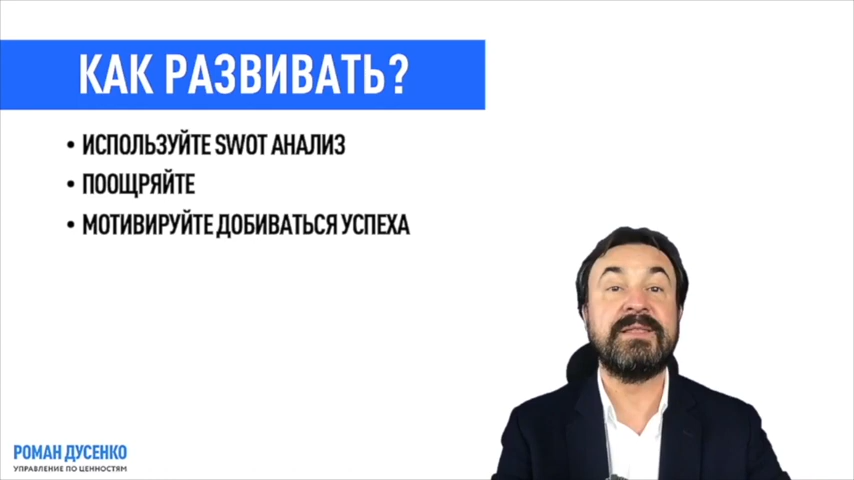 КАК РАЗВИВАТЬ?
• ИСПОЛЬЗУЙТЕ SWOT АНАЛИЗ
• ПООЩРЯЙТЕ
• МОТИВИРУЙТЕ ДОБИВАТЬСЯ УСПЕХА
РОМАН ДУСЕНКО
УПРАВЛЕНИЕ ПО ЦЕННОСТЯМ